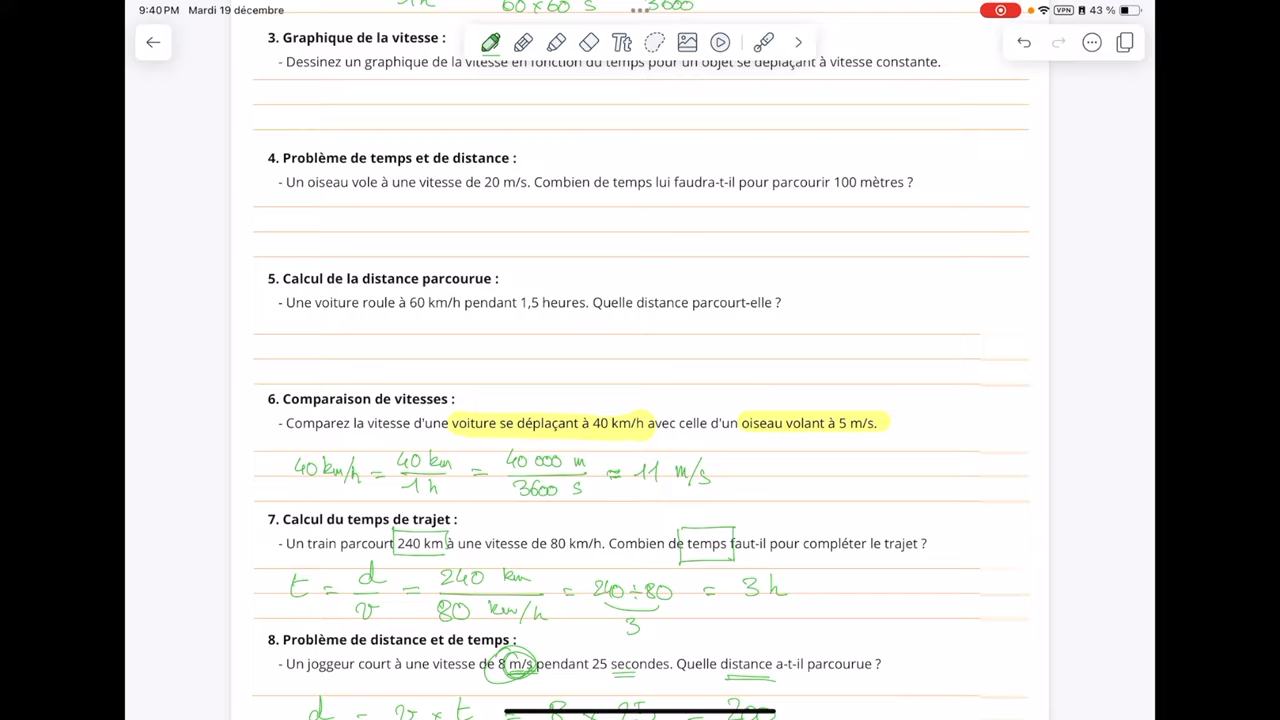 9:40 PM Mardi 19 décembre
VPN 43 %
1 h 60 x 60 s 3600
3. Graphique de la vitesse :
- Dessinez un graphique de la vitesse en fonction du temps pour un objet se déplaçant à vitesse constante.
4. Problème de temps et de distance :
- Un oiseau vole à une vitesse de 20 m/s. Combien de temps lui faudra-t-il pour parcourir 100 mètres ?
5. Calcul de la distance parcourue :
- Une voiture roule à 60 km/h pendant 1,5 heures. Quelle distance parcourt-elle ?
6. Comparaison de vitesses :
- Comparez la vitesse d'une voiture se déplaçant à 40 km/h avec celle d'un oiseau volant à 5 m/s.
40 km/h = 40 km / 1 h = 40 000 m / 3600 s ≈ 11 m/s
7. Calcul du temps de trajet :
- Un train parcourt 240 km à une vitesse de 80 km/h. Combien de temps faut-il pour compléter le trajet ?
t = d / v = 240 km / 80 km/h = 240 ÷ 80 = 3 h
3
8. Problème de distance et de temps :
- Un joggeur court à une vitesse de 8 m/s pendant 25 secondes. Quelle distance a-t-il parcourue ?
d = v x t = 8 x 25 = 200